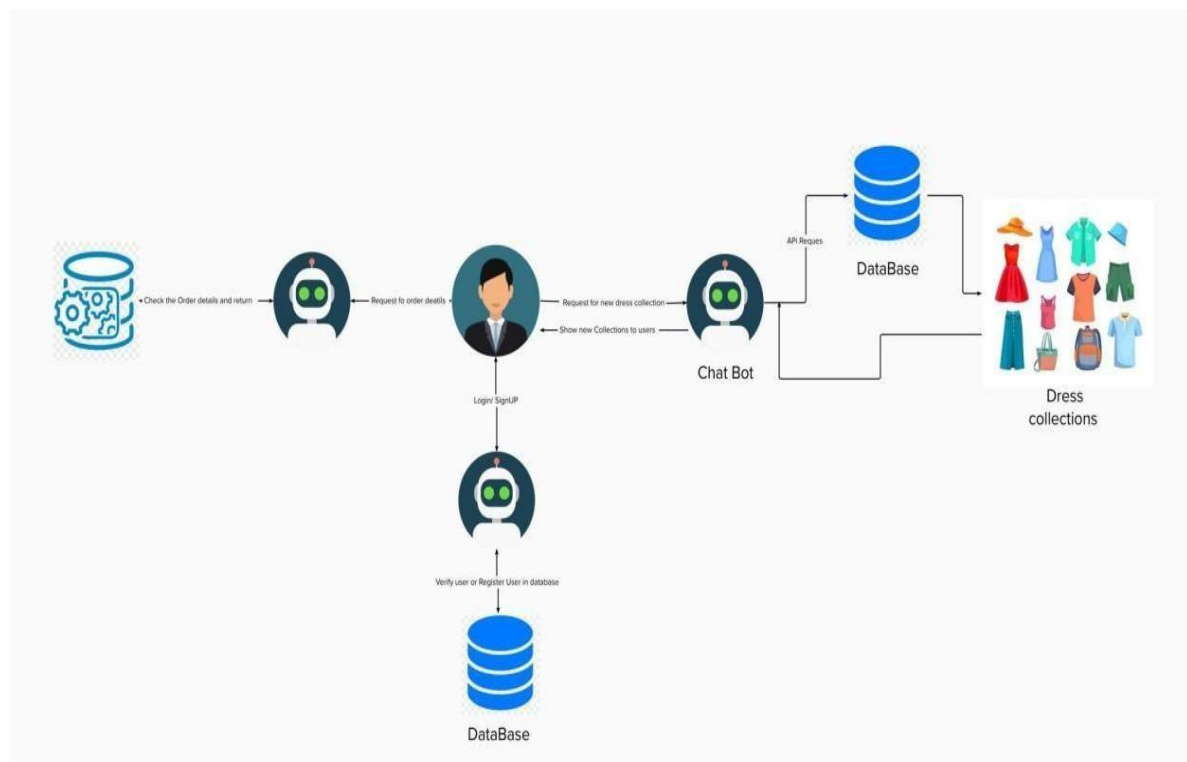 APi Reques
DataBase
Check the Order details and return
Request fo order deatils
Request for new dress collection
Show new Collections to users
Chat Bot
Dress
collections
Login/ SignUP
Verify user or Register User in database
DataBase